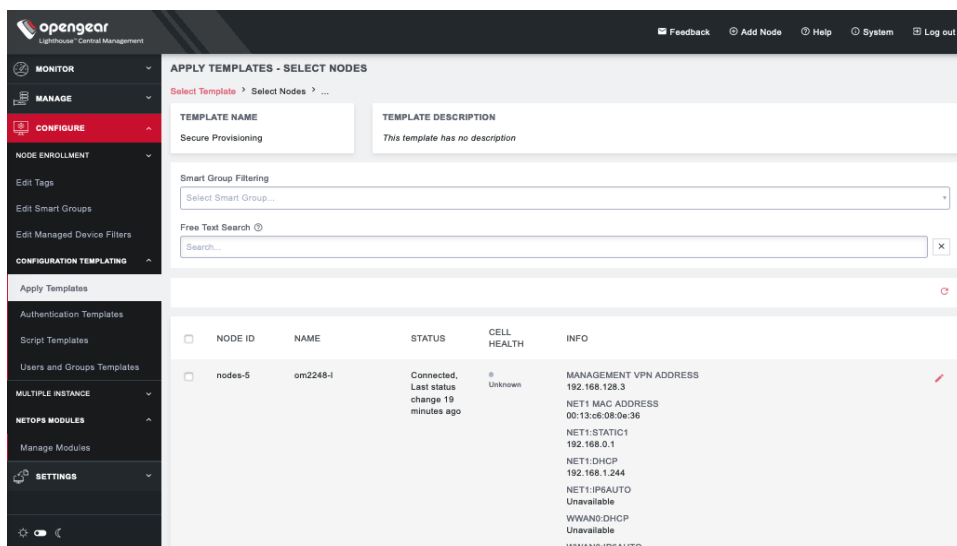 opengear
Lighthouse™ Central Management
Feedback
Add Node
Help
System
Log out
MONITOR
MANAGE
CONFIGURE
NODE ENROLLMENT
Edit Tags
Edit Smart Groups
Edit Managed Device Filters
CONFIGURATION TEMPLATING
Apply Templates
Authentication Templates
Script Templates
Users and Groups Templates
MULTIPLE INSTANCE
NETOPS MODULES
Manage Modules
SETTINGS
APPLY TEMPLATES - SELECT NODES
Select Template > Select Nodes > ...
TEMPLATE NAME
Secure Provisioning
TEMPLATE DESCRIPTION
This template has no description
Smart Group Filtering
Select Smart Group...
Free Text Search
Search...
NODE ID
NAME
STATUS
CELL
HEALTH
INFO
nodes-5
om2248-l
Connected,
Last status
change 19
minutes ago
Unknown
MANAGEMENT VPN ADDRESS
192.168.128.3
NET1 MAC ADDRESS
00:13:c6:08:0e:36
NET1:STATIC1
192.168.0.1
NET1:DHCP
192.168.1.244
NET1:IP6AUTO
Unavailable
WWAN0:DHCP
Unavailable
WWAN0:IP6AUTO